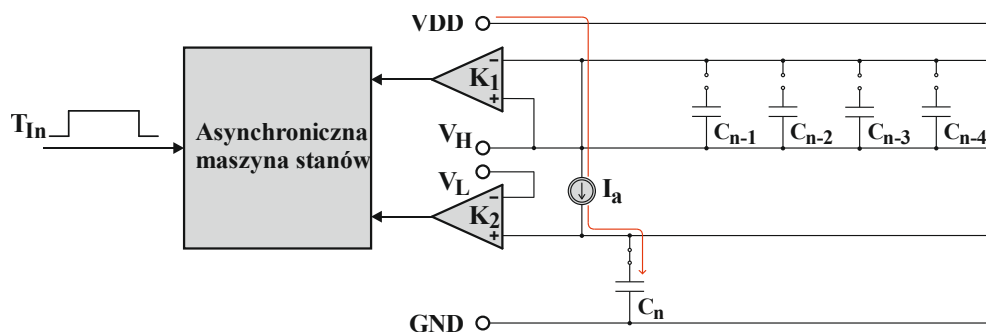 VDD
K1
TIn
Asynchroniczna
maszyna stanów
VH
VL
K2
Ia
Cn-1
Cn-2
Cn-3
Cn-4
Cn
GND